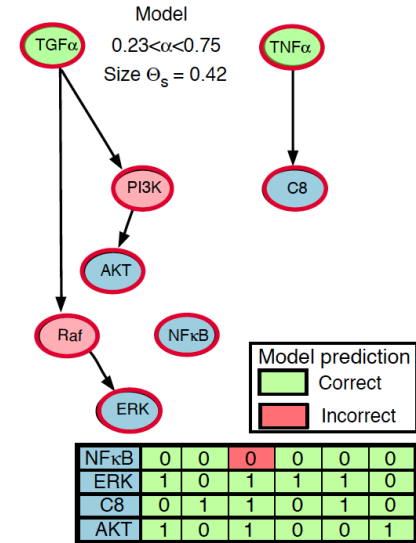 Model
TGFα 0.23<α<0.75 TNFα
Size Θs = 0.42
PI3K C8
AKT
Raf NFκB
ERK
Model prediction
Correct
Incorrect
NFκB 0 0 0 0 0 0
ERK 1 0 1 1 1 0
C8 0 1 1 0 1 0
AKT 1 0 1 0 0 1